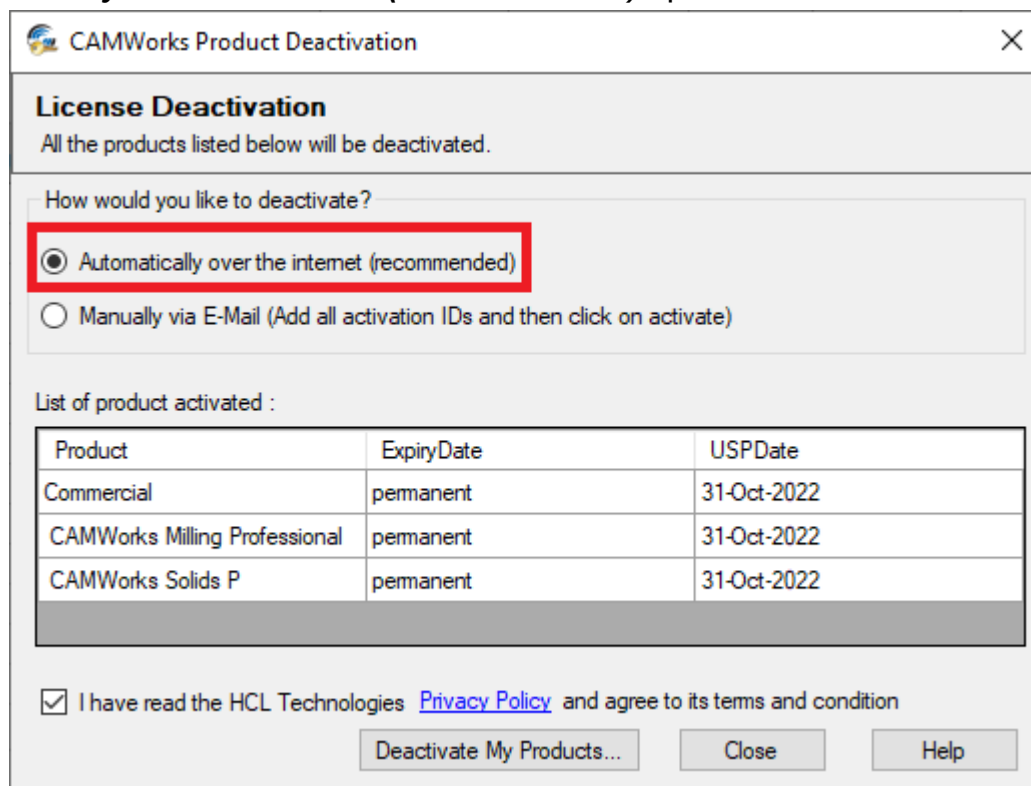 CAMWorks Product Deactivation
License Deactivation
All the products listed below will be deactivated.
How would you like to deactivate?
Automatically over the internet (recommended)
Manually via E-Mail (Add all activation IDs and then click on activate)
List of product activated :
Product ExpiryDate USPDate
Commercial permanent 31-Oct-2022
CAMWorks Milling Professional permanent 31-Oct-2022
CAMWorks Solids P permanent 31-Oct-2022
I have read the HCL Technologies Privacy Policy and agree to its terms and condition
Deactivate My Products... Close Help